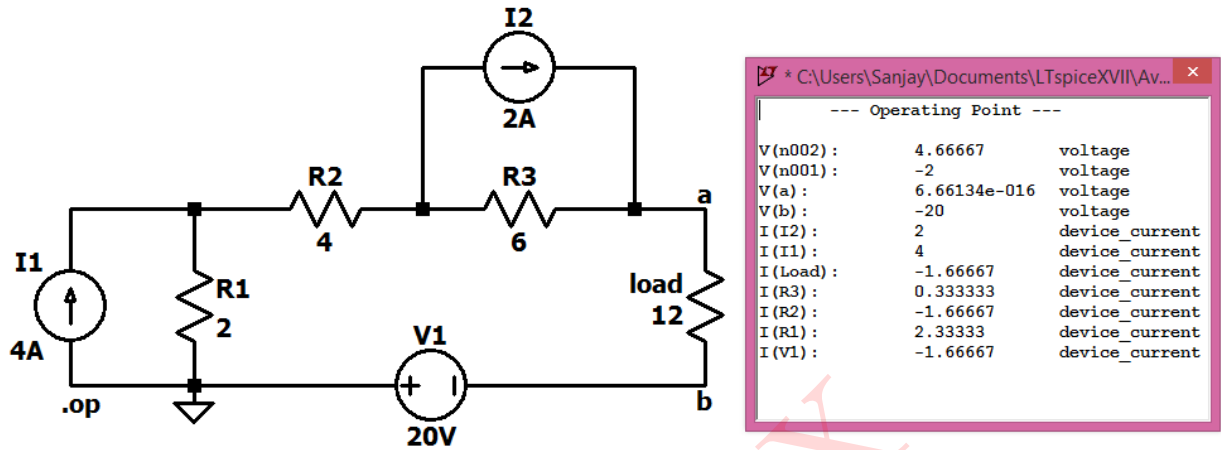 I2
2A
R2
4
R3
6
a
I1
4A
R1
2
load
12
V1
+
20V
b
.op
LT * C:\Users\Sanjay\Documents\LTspiceXVII\Av... ×
--- Operating Point ---
V(n002): 4.66667 voltage
V(n001): -2 voltage
V(a): 6.66134e-016 voltage
V(b): -20 voltage
I(I2): 2 device_current
I(I1): 4 device_current
I(Load): -1.66667 device_current
I(R3): 0.333333 device_current
I(R2): -1.66667 device_current
I(R1): 2.33333 device_current
I(V1): -1.66667 device_current